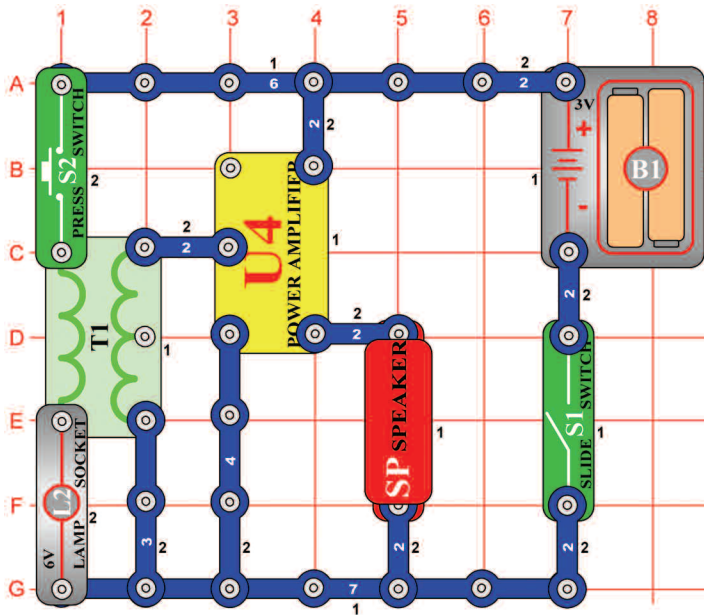 1 2 3 4 5 6 7 8
A
B
C
D
E
F
G
1
6
2
2
2
2
3V
+
-
B1
1
S2
PRESS SWITCH
2
U4
POWER AMPLIFIER
1
2
2
T1
1
2
2
2
2
SP
SPEAKER
1
S1
SLIDE SWITCH
1
L2
LAMP SOCKET
6V
2
3
2
4
2
2
2
2
2
7
1